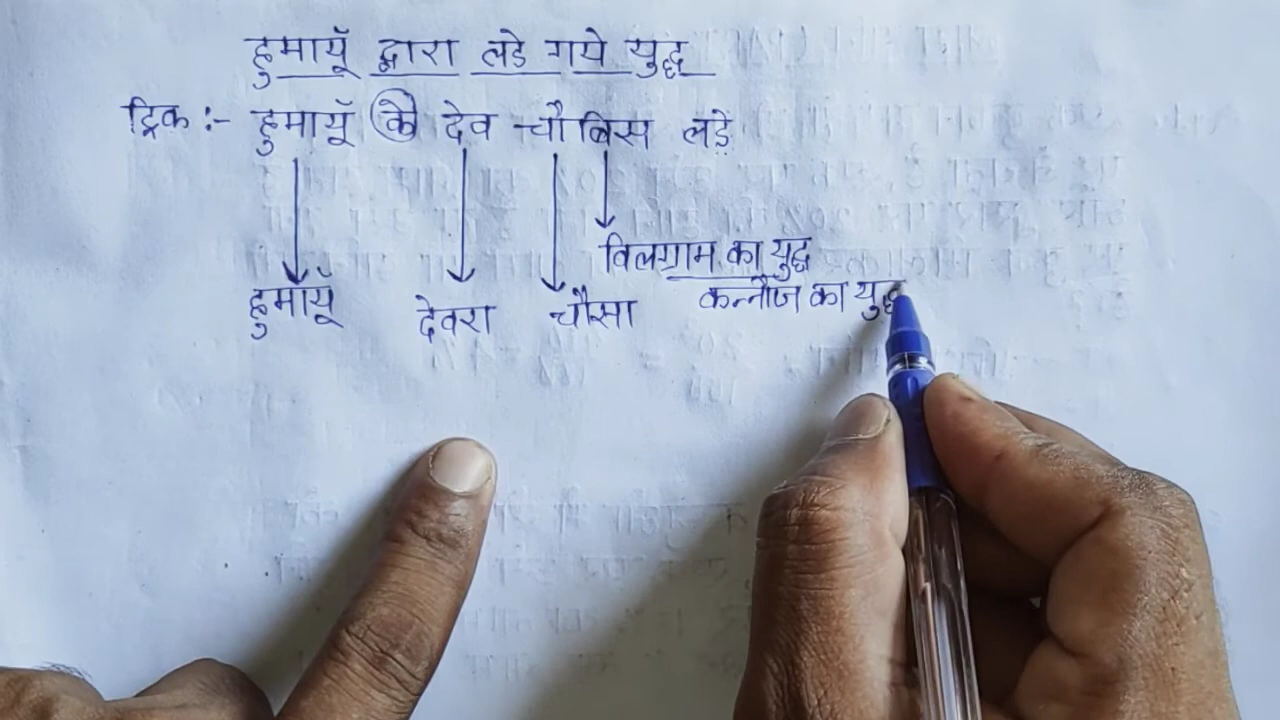 हुमायूँ द्वारा लडे गये युद्ध
ट्रिक :- हुमायूँ के देव चौबिस लड़े
विलग्राम का युद्ध
कन्नौज का युद्ध
हुमायूँ देवरा चौसा